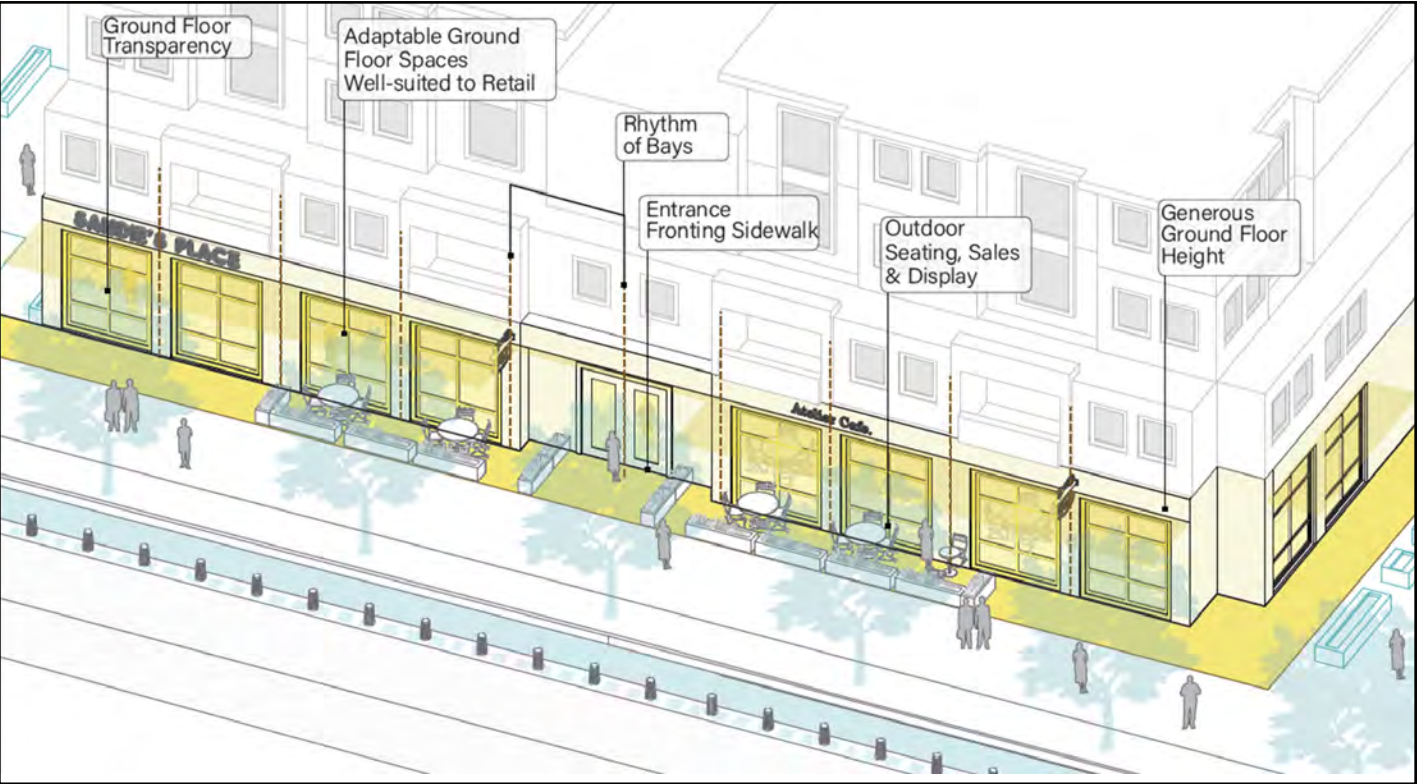 Ground Floor
Transparency
Adaptable Ground
Floor Spaces
Well-suited to Retail
Rhythm
of Bays
Entrance
Fronting Sidewalk
Outdoor
Seating, Sales
& Display
Generous
Ground Floor
Height
PLACE
Atelier Cafe.